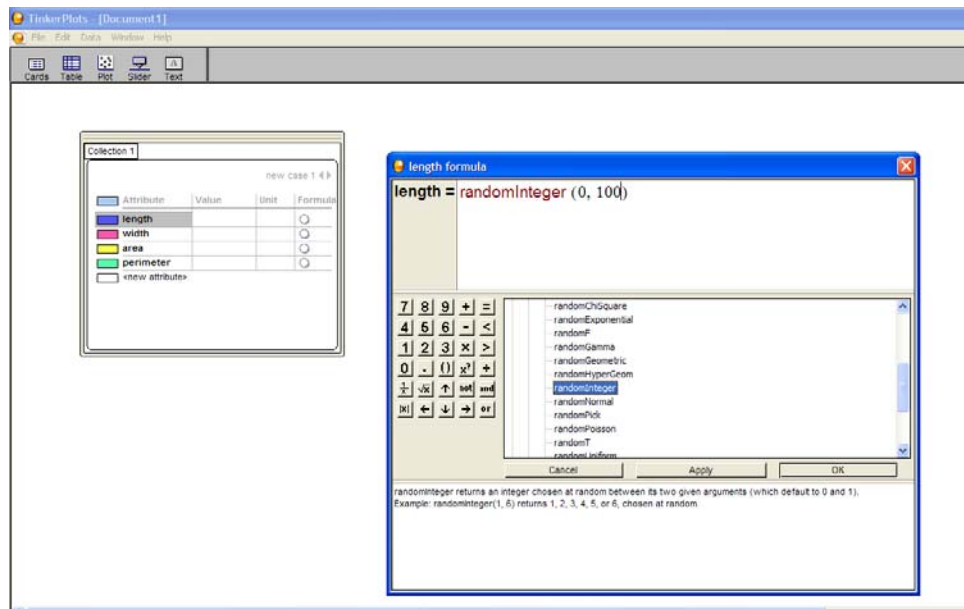 TinkerPlots - [Document1]
File Edit Data Window Help
Cards Table Plot Slider Text
Collection 1
new case 1
Attribute Value Unit Formula
length
width
area
perimeter
<new attribute>
length formula
length = randomInteger (0, 100)
7 8 9 + =
4 5 6 - <
1 2 3 × >
0 . () x² ÷
1/x √x ↑ not and
|x| ← ↓ → or
randomChiSquare
randomExponential
randomF
randomGamma
randomGeometric
randomHyperGeom
randomInteger
randomNormal
randomPick
randomPoisson
randomT
randomUniform
Cancel Apply OK
randomInteger returns an integer chosen at random between its two given arguments (which default to 0 and 1).
Example: randomInteger(1, 6) returns 1, 2, 3, 4, 5, or 6, chosen at random